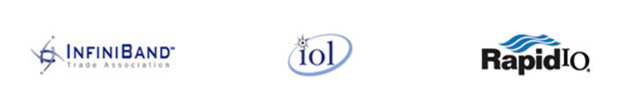 INFINIBAND™
Trade Association
iol
RapidIO®